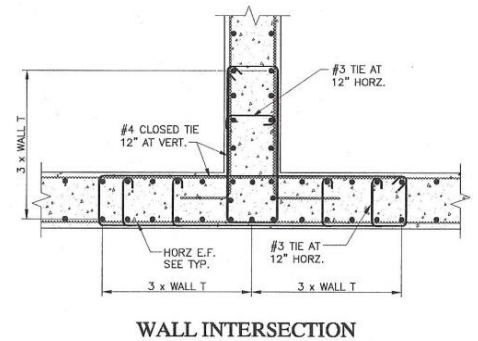 #3 TIE AT
12" HORZ.
#4 CLOSED TIE
12" AT VERT.
3 x WALL T
HORZ E.F.
SEE TYP.
#3 TIE AT
12" HORZ.
3 x WALL T
3 x WALL T
WALL INTERSECTION